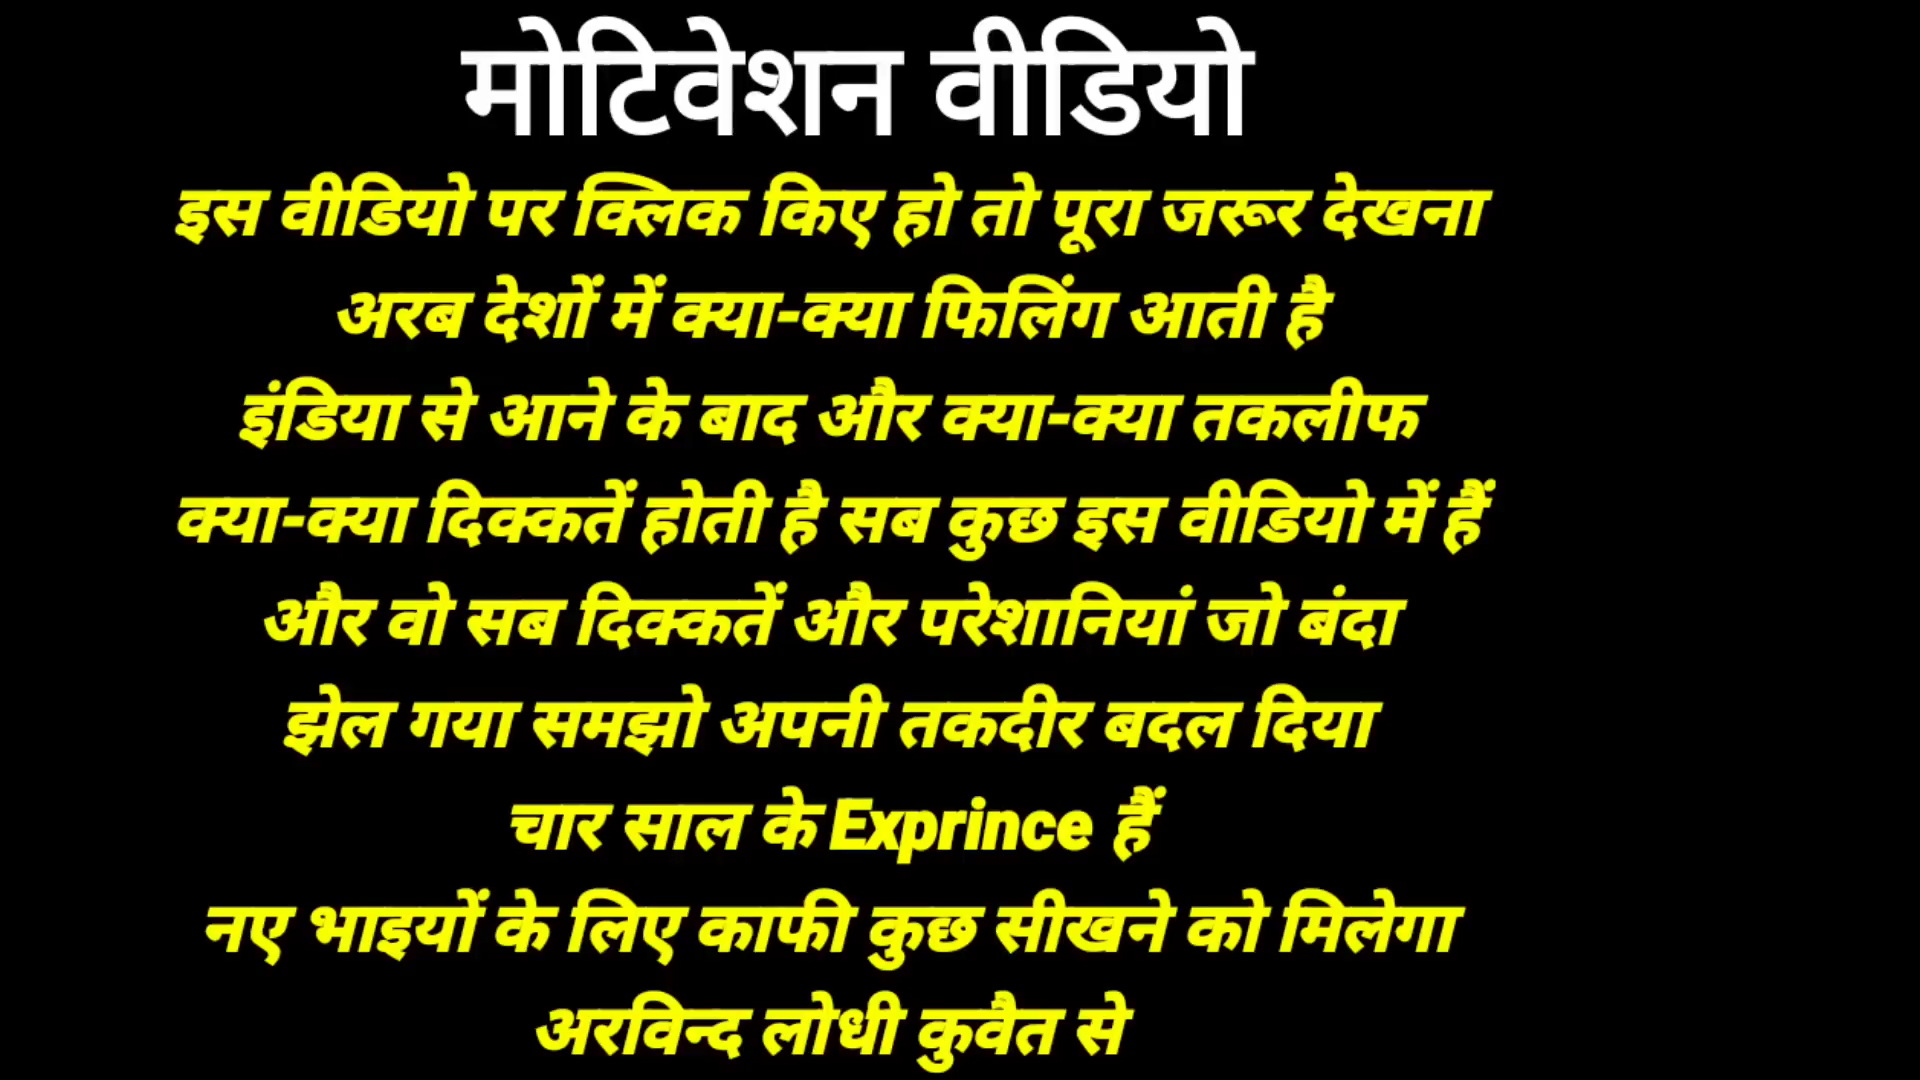 मोटिवेशन वीडियो
इस वीडियो पर क्लिक किए हो तो पूरा जरूर देखना
अरब देशों में क्या-क्या फिलिंग आती है
इंडिया से आने के बाद और क्या-क्या तकलीफ
क्या-क्या दिक्कतें होती है सब कुछ इस वीडियो में हैं
और वो सब दिक्कतें और परेशानियां जो बंदा
झेल गया समझो अपनी तकदीर बदल दिया
चार साल के Exprince हैं
नए भाइयों के लिए काफी कुछ सीखने को मिलेगा
अरविन्द लोधी कुवैत से